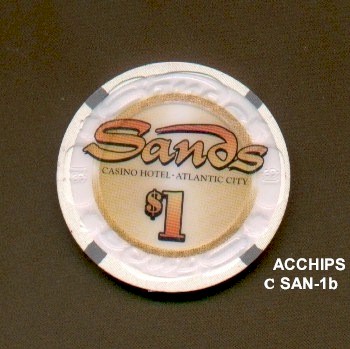 Sands
CASINO HOTEL • ATLANTIC CITY
$1
ACCHIPS
C SAN-1b